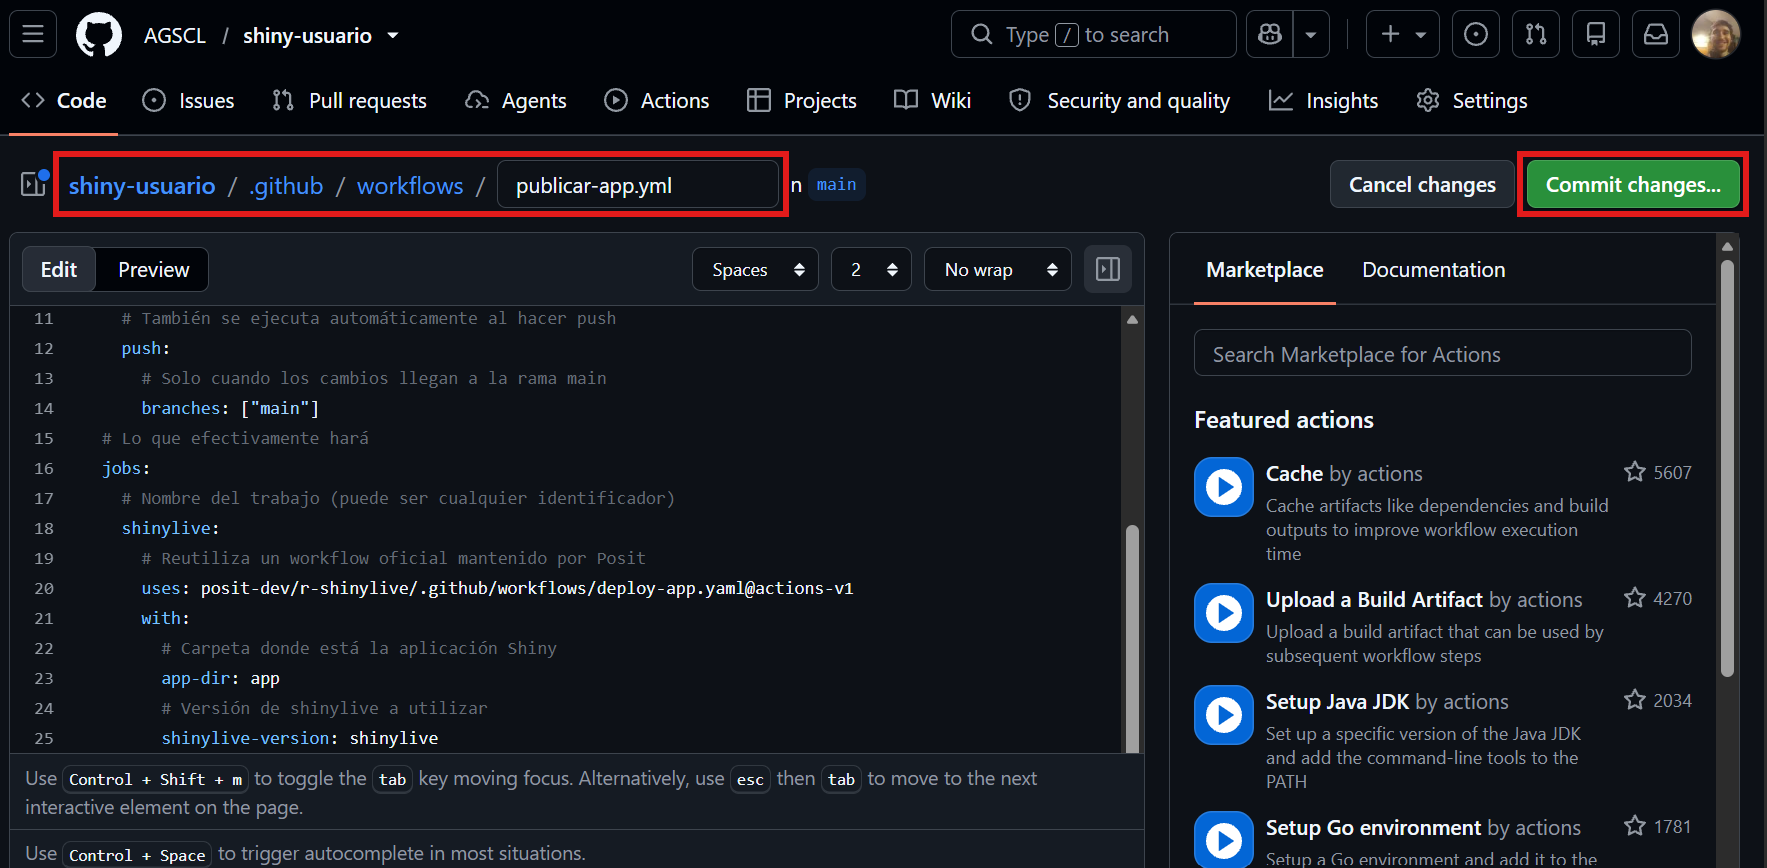 AGSCL / shiny-usuario
Type / to search
Code
Issues
Pull requests
Agents
Actions
Projects
Wiki
Security and quality
Insights
Settings
shiny-usuario / .github / workflows / publicar-app.yml
n main
Cancel changes
Commit changes...
Edit
Preview
Spaces
2
No wrap
11 # También se ejecuta automáticamente al hacer push
12 push:
13 # Solo cuando los cambios llegan a la rama main
14 branches: ["main"]
15 # Lo que efectivamente hará
16 jobs:
17 # Nombre del trabajo (puede ser cualquier identificador)
18 shinylive:
19 # Reutiliza un workflow oficial mantenido por Posit
20 uses: posit-dev/r-shinylive/.github/workflows/deploy-app.yaml@actions-v1
21 with:
22 # Carpeta donde está la aplicación Shiny
23 app-dir: app
24 # Versión de shinylive a utilizar
25 shinylive-version: shinylive
Use Control + Shift + m to toggle the tab key moving focus. Alternatively, use esc then tab to move to the next
interactive element on the page.
Use Control + Space to trigger autocomplete in most situations.
Marketplace
Documentation
Search Marketplace for Actions
Featured actions
Cache by actions
5607
Cache artifacts like dependencies and build
outputs to improve workflow execution
time
Upload a Build Artifact by actions
4270
Upload a build artifact that can be used by
subsequent workflow steps
Setup Java JDK by actions
2034
Set up a specific version of the Java JDK
and add the command-line tools to the
PATH
Setup Go environment by actions
1781
Setup a Go environment and add it to the